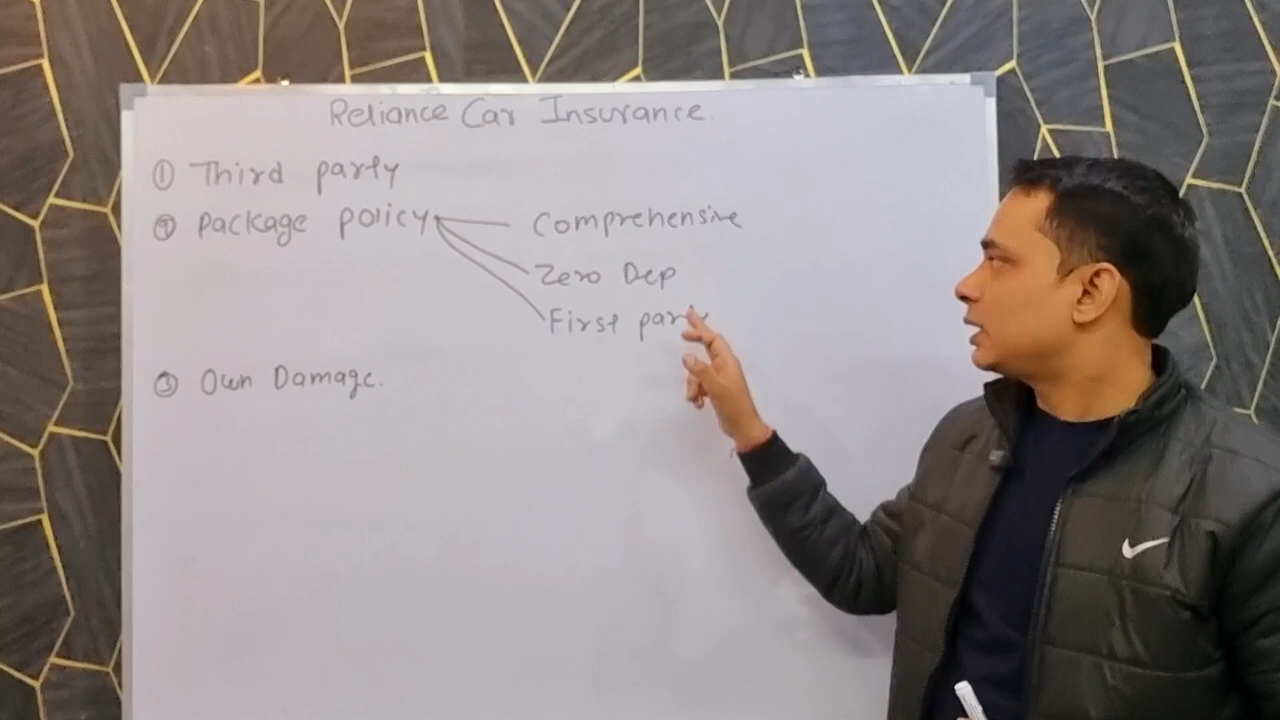 Reliance Car Insurance.
① Third party
② Package policy
Comprehensive
Zero Dep
First party
③ Own Damage.